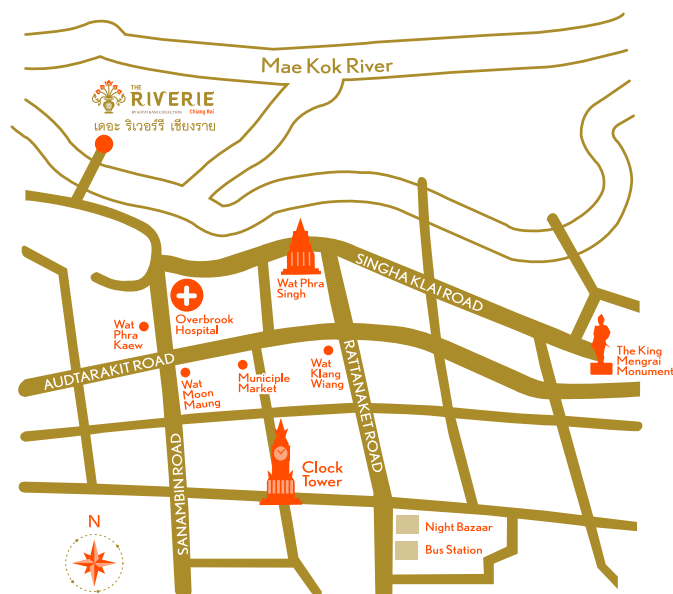 Mae Kok River
THE
RIVERIE
BY KATATHANI COLLECTION
Chiang Rai
เดอะ ริเวอร์รี เชียงราย
SINGHA KLAI ROAD
Wat Phra
Singh
Overbrook
Hospital
Wat
Phra
Kaew
The King
Mengrai
Monument
AUDTARAKIT ROAD
Wat
Moon
Maung
Municiple
Market
Wat
Klang
Wiang
RATTANAKET ROAD
SANAMBIN ROAD
Clock
Tower
N
Night Bazaar
Bus Station